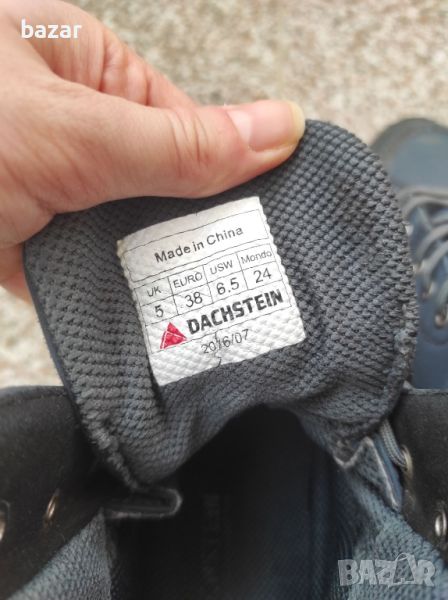 bazar
Made in China
UK EURO USW Mondo
5 38 6.5 24
DACHSTEIN
2016/07
BAZAR